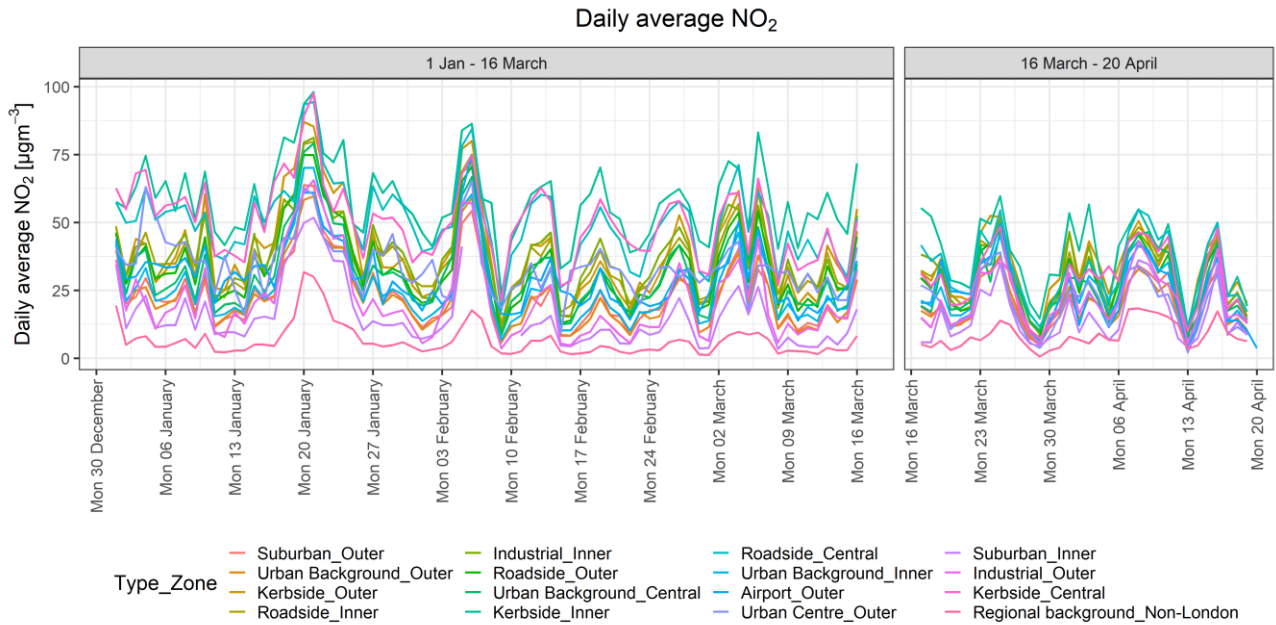 Daily average NO₂
1 Jan - 16 March
16 March - 20 April
Daily average NO₂ [µgm⁻³]
100
75
50
25
0
Mon 30 December
Mon 06 January
Mon 13 January
Mon 20 January
Mon 27 January
Mon 03 February
Mon 10 February
Mon 17 February
Mon 24 February
Mon 02 March
Mon 09 March
Mon 16 March
Mon 16 March
Mon 23 March
Mon 30 March
Mon 06 April
Mon 13 April
Mon 20 April
Type_Zone
Suburban_Outer
Urban Background_Outer
Kerbside_Outer
Roadside_Inner
Industrial_Inner
Roadside_Outer
Urban Background_Central
Kerbside_Inner
Roadside_Central
Urban Background_Inner
Airport_Outer
Urban Centre_Outer
Suburban_Inner
Industrial_Outer
Kerbside_Central
Regional background_Non-London